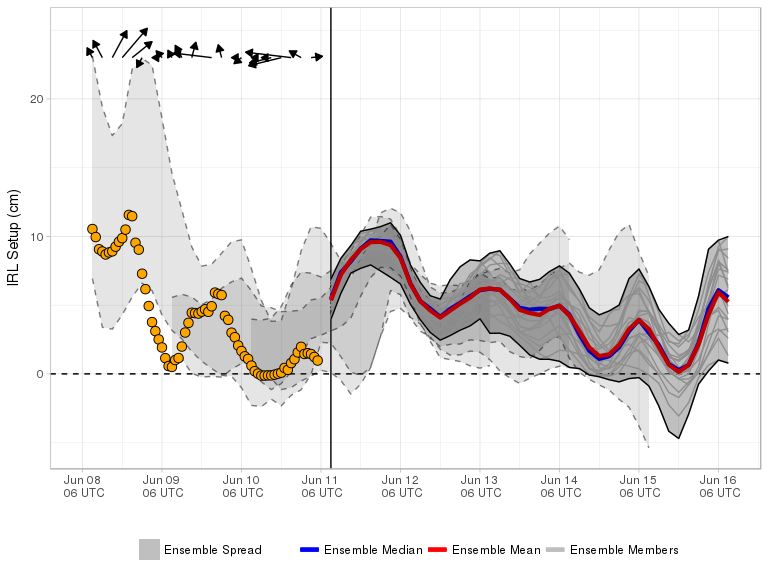 IRL Setup (cm)
20
10
0
Jun 08 Jun 09 Jun 10 Jun 11 Jun 12 Jun 13 Jun 14 Jun 15 Jun 16
06 UTC 06 UTC 06 UTC 06 UTC 06 UTC 06 UTC 06 UTC 06 UTC 06 UTC
Ensemble Spread Ensemble Median Ensemble Mean Ensemble Members